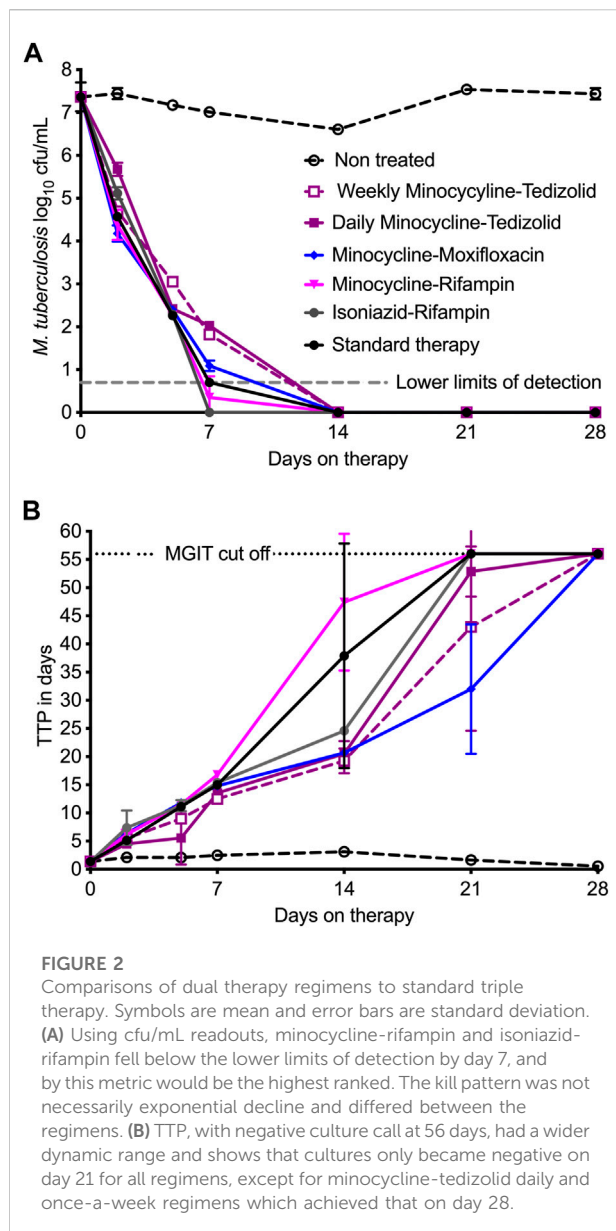 A
8
7
6
5
4
3
2
1
0
M. tuberculosis log10 cfu/mL
Non treated
Weekly Minocycyline-Tedizolid
Daily Minocycline-Tedizolid
Minocycline-Moxifloxacin
Minocycline-Rifampin
Isoniazid-Rifampin
Standard therapy
Lower limits of detection
0 7 14 21 28
Days on therapy
B
60
55
50
45
40
35
30
25
20
15
10
5
0
TTP in days
MGIT cut off
0 7 14 21 28
Days on therapy
FIGURE 2
Comparisons of dual therapy regimens to standard triple
therapy. Symbols are mean and error bars are standard deviation.
(A) Using cfu/mL readouts, minocycline-rifampin and isoniazid-
rifampin fell below the lower limits of detection by day 7, and
by this metric would be the highest ranked. The kill pattern was not
necessarily exponential decline and differed between the
regimens. (B) TTP, with negative culture call at 56 days, had a wider
dynamic range and shows that cultures only became negative on
day 21 for all regimens, except for minocycline-tedizolid daily and
once-a-week regimens which achieved that on day 28.